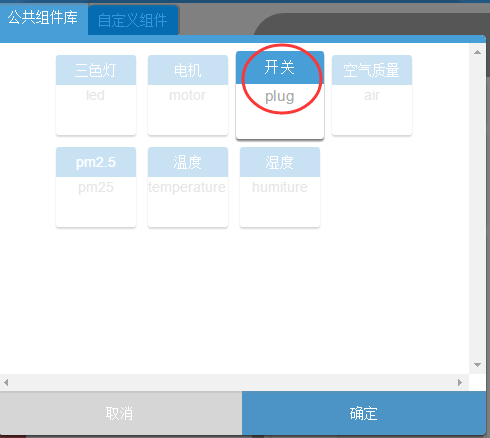 公共组件库 自定义组件
三色灯 电机 开关 空气质量
led motor plug air
pm2.5 温度 湿度
pm25 temperature humiture
取消 确定